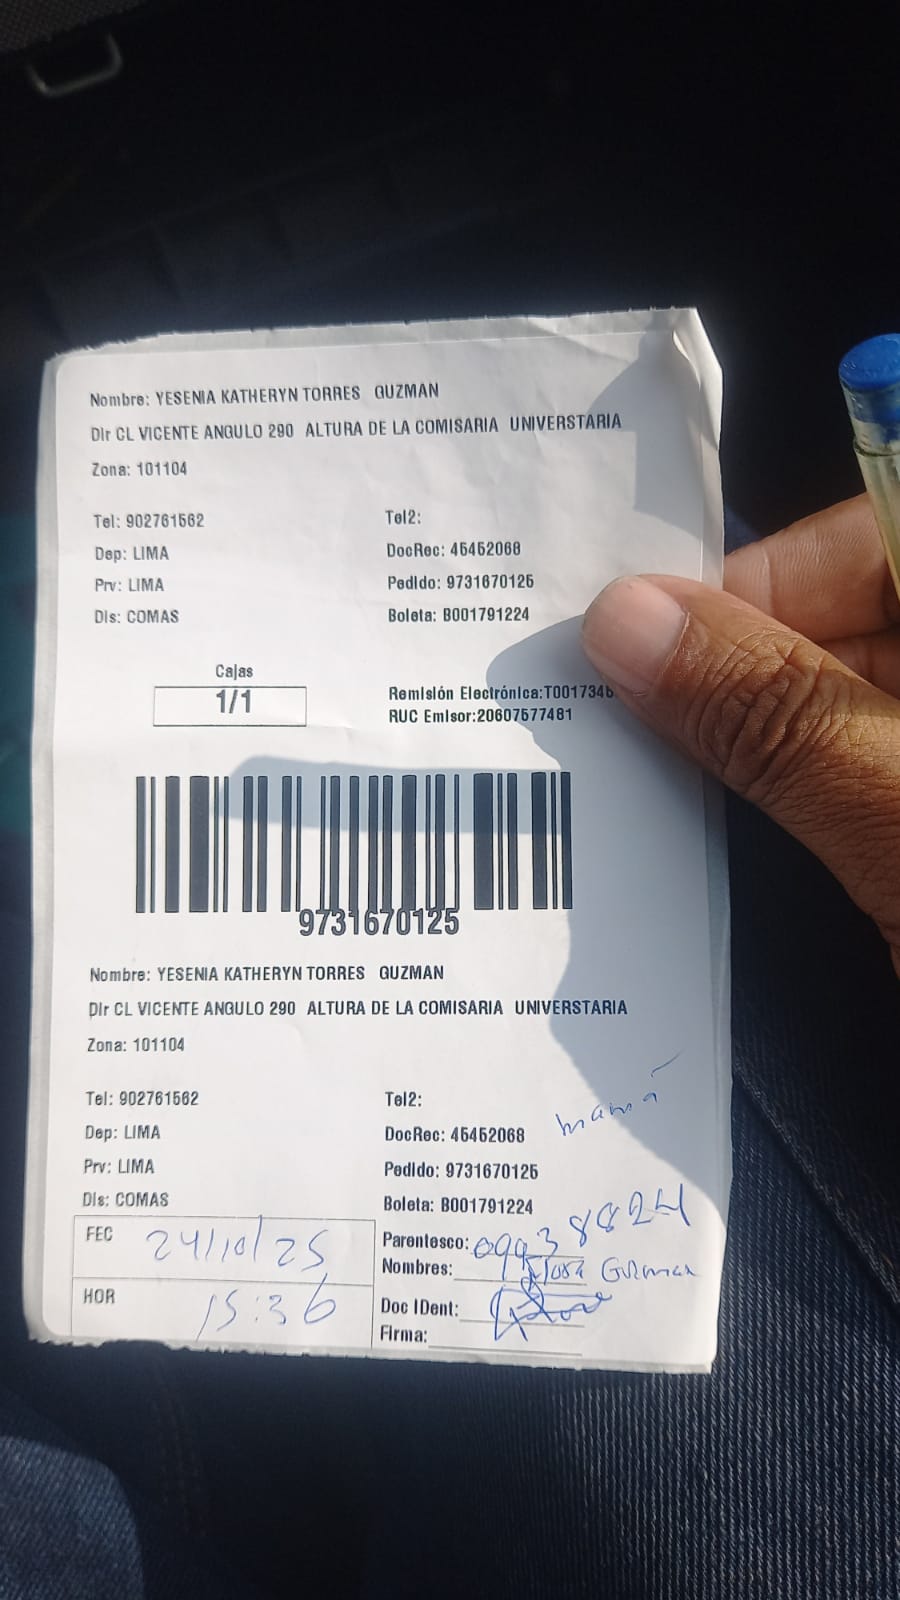 Nombre: YESENIA KATHERYN TORRES GUZMAN
Dir CL VICENTE ANGULO 290 ALTURA DE LA COMISARIA UNIVERSTARIA
Zona: 101104
Tel: 902761562 Tel2:
Dep: LIMA DocRec: 45452068
Prv: LIMA Pedido: 9731670125
Dis: COMAS Boleta: B001791224
Cajas
1/1
Remisión Electrónica:T0017346
RUC Emisor:20607577481
9731670125
Nombre: YESENIA KATHERYN TORRES GUZMAN
Dir CL VICENTE ANGULO 290 ALTURA DE LA COMISARIA UNIVERSTARIA
Zona: 101104
Tel: 902761562 Tel2:
mamá
Dep: LIMA DocRec: 45452068
Prv: LIMA Pedido: 9731670125
Dis: COMAS Boleta: B001791224
FEC 24/10/25 Parentesco: 09938824
Nombres: Guzman
HOR 15:36 Doc IDent:
Firma: